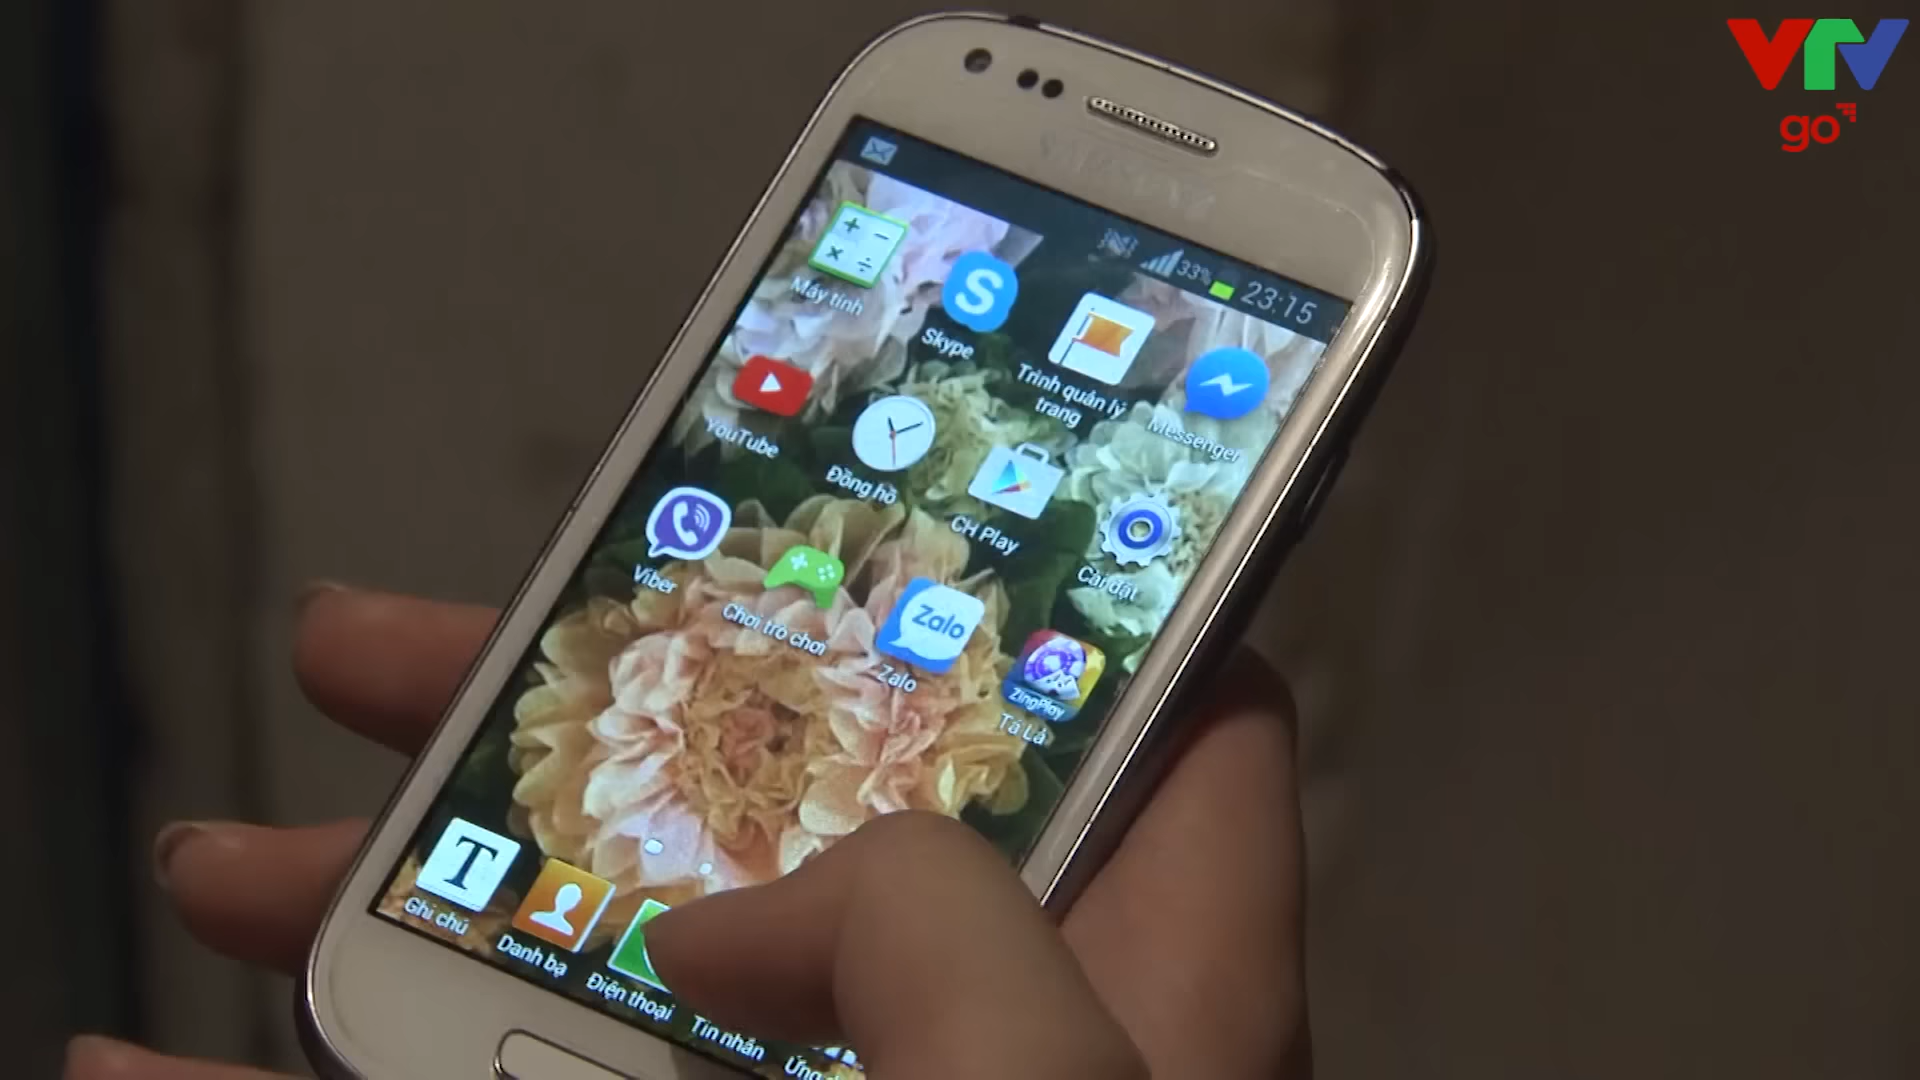 VTV
go
33%
23:15
Máy tính
Skype
Trình quản lý
trang
Messenger
YouTube
Đồng hồ
CH Play
Cài đặt
Viber
Chơi trò chơi
Zalo
Zalo
ZingPlay
Tá Lả
T
Ghi chú
Danh bạ
Điện thoại
Tin nhắn